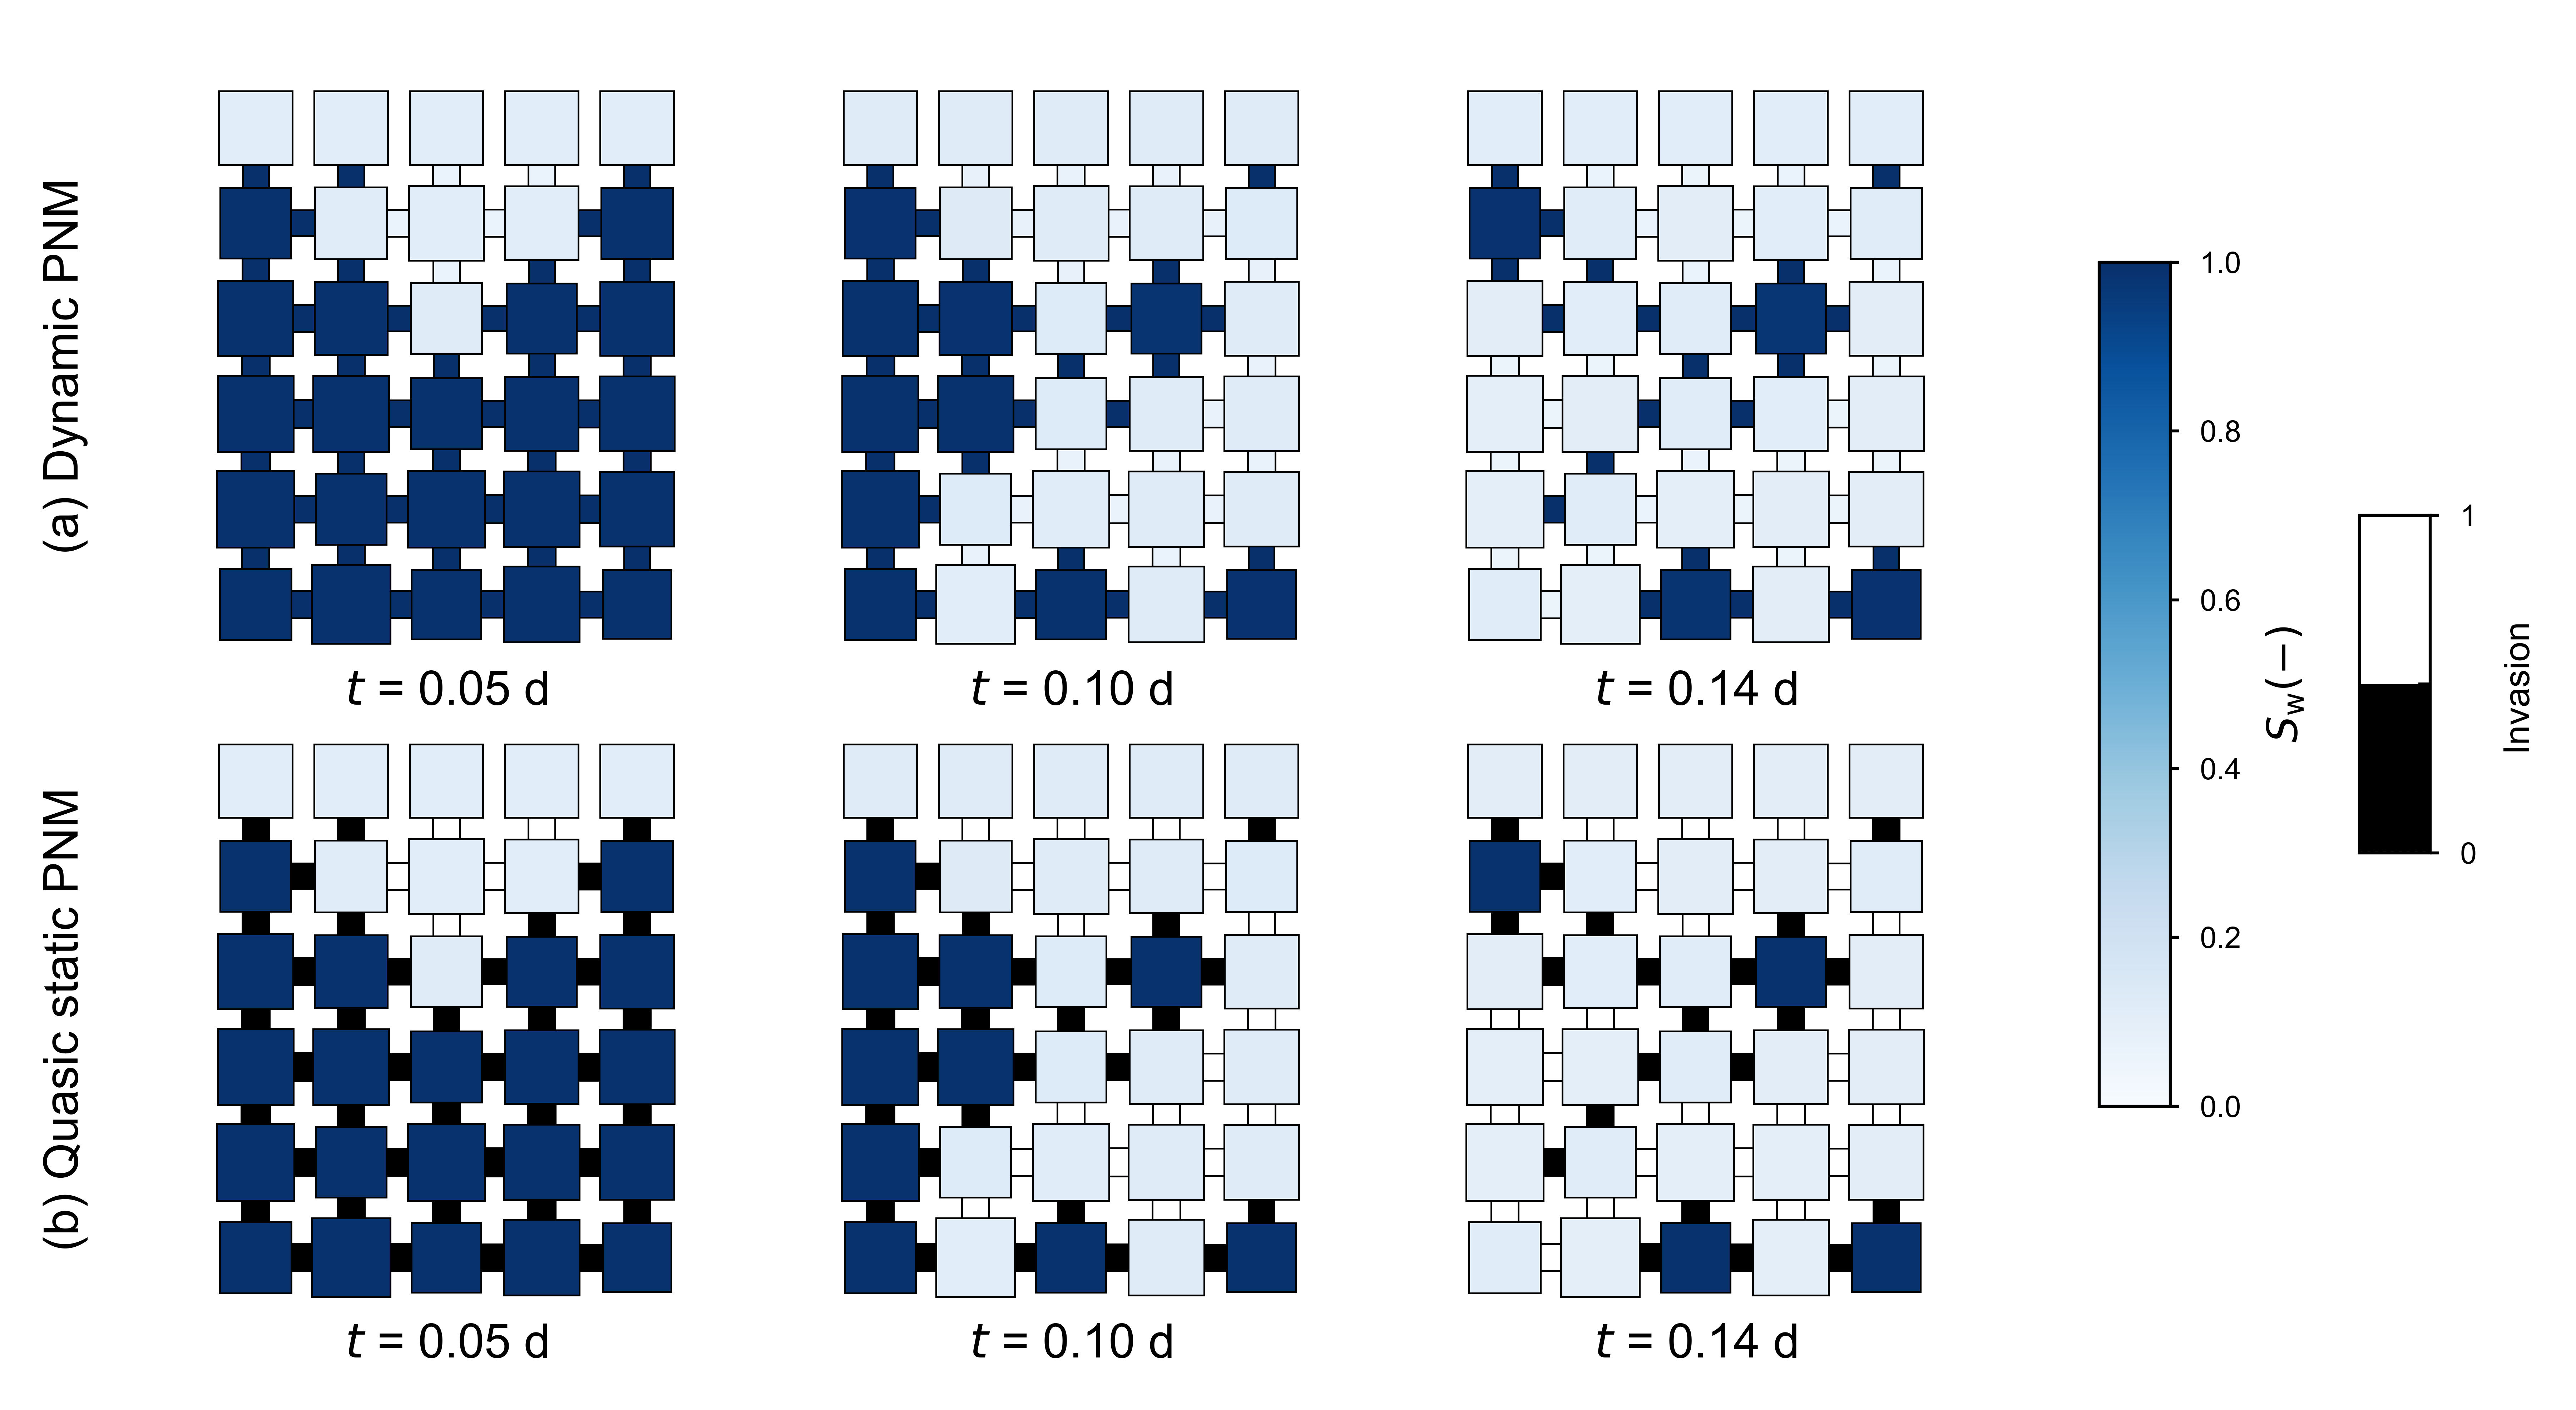 (a) Dynamic PNM
t = 0.05 d
t = 0.10 d
t = 0.14 d
(b) Quasic static PNM
t = 0.05 d
t = 0.10 d
t = 0.14 d
1.0
0.8
0.6
0.4
0.2
0.0
Sw(−)
1
0
Invasion